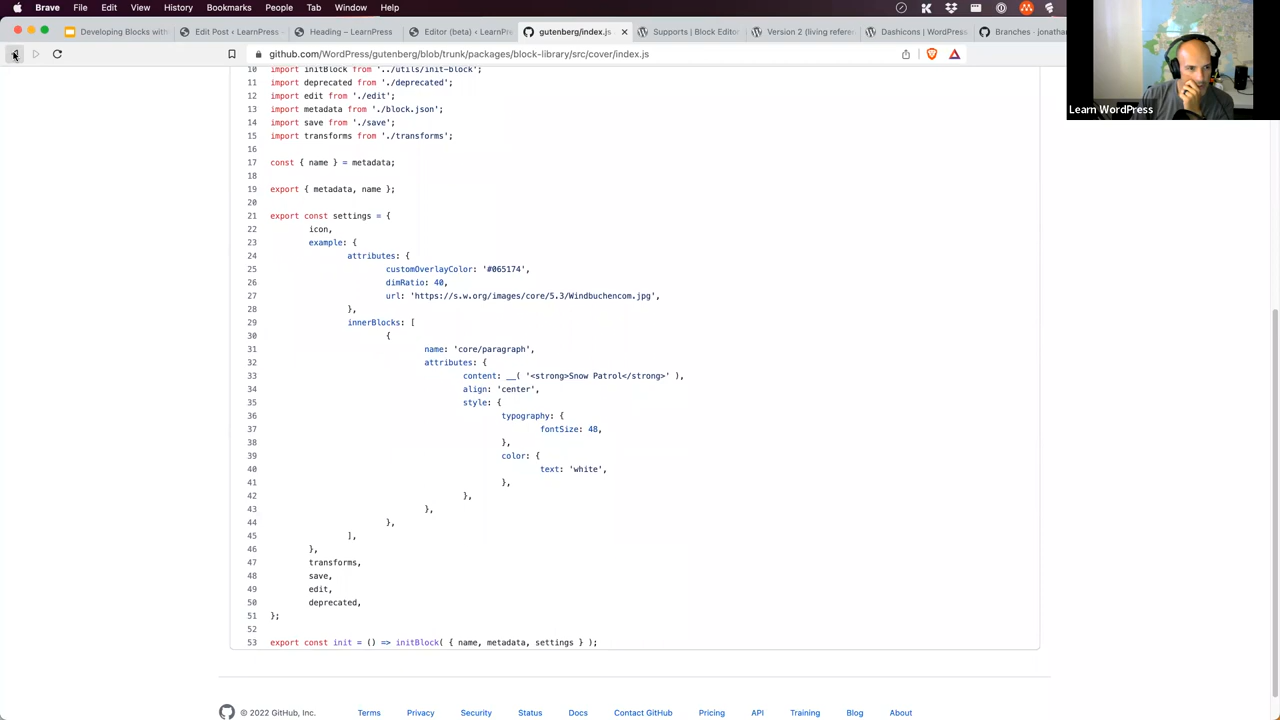 Brave File Edit View History Bookmarks People Tab Window Help
Developing Blocks with
Edit Post ‹ LearnPress
Heading – LearnPress
Editor (beta) ‹ LearnPr
gutenberg/index.js
Supports | Block Editor
Version 2 (living refere
Dashicons | WordPress
Branches · jonathan
github.com/WordPress/gutenberg/blob/trunk/packages/block-library/src/cover/index.js
Learn WordPress
10 import initBlock from '../utils/init-block';
11 import deprecated from './deprecated';
12 import edit from './edit';
13 import metadata from './block.json';
14 import save from './save';
15 import transforms from './transforms';
16
17 const { name } = metadata;
18
19 export { metadata, name };
20
21 export const settings = {
22 icon,
23 example: {
24 attributes: {
25 customOverlayColor: '#065174',
26 dimRatio: 40,
27 url: 'https://s.w.org/images/core/5.3/Windbuchencom.jpg',
28 },
29 innerBlocks: [
30 {
31 name: 'core/paragraph',
32 attributes: {
33 content: __( '<strong>Snow Patrol</strong>' ),
34 align: 'center',
35 style: {
36 typography: {
37 fontSize: 48,
38 },
39 color: {
40 text: 'white',
41 },
42 },
43 },
44 },
45 ],
46 },
47 transforms,
48 save,
49 edit,
50 deprecated,
51 };
52
53 export const init = () => initBlock( { name, metadata, settings } );
© 2022 GitHub, Inc. Terms Privacy Security Status Docs Contact GitHub Pricing API Training Blog About